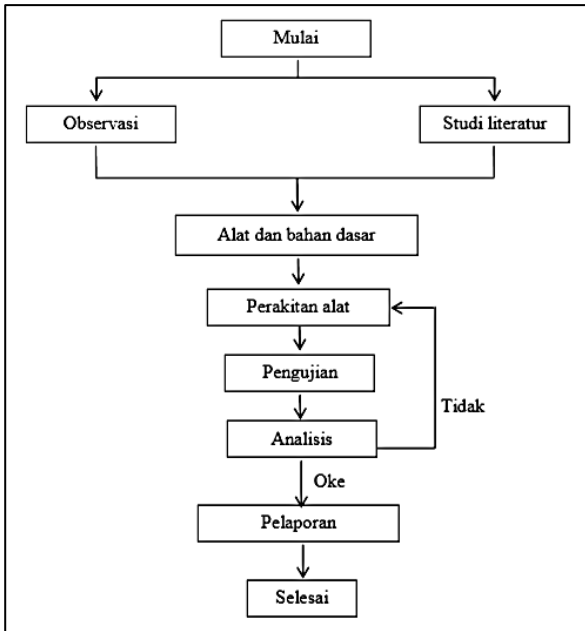 Mulai
Observasi
Studi literatur
Alat dan bahan dasar
Perakitan alat
Pengujian
Tidak
Analisis
Oke
Pelaporan
Selesai